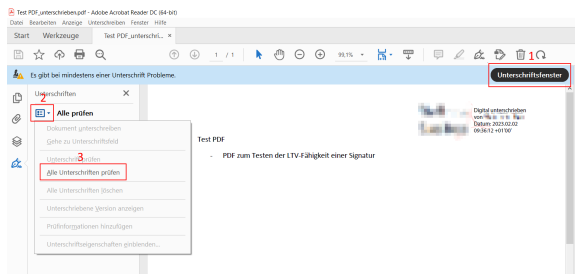 Test PDF_unterschrieben.pdf - Adobe Acrobat Reader DC (64-bit)
Datei Bearbeiten Anzeige Unterschreiben Fenster Hilfe
Start Werkzeuge Test PDF_unterschri... ×
1 / 1 99,1% 1
Es gibt bei mindestens einer Unterschrift Probleme. Unterschriftsfenster
Unterschriften ×
2
Alle prüfen
Dokument unterschreiben
Gehe zu Unterschriftsfeld
Unterschrift prüfen
3
Alle Unterschriften prüfen
Alle Unterschriften löschen
Unterschriebene Version anzeigen
Prüfinformationen hinzufügen
Unterschriftseigenschaften einblenden...
Digital unterschrieben
von
Datum: 2023.02.02
09:36:12 +01'00'
Test PDF
- PDF zum Testen der LTV-Fähigkeit einer Signatur